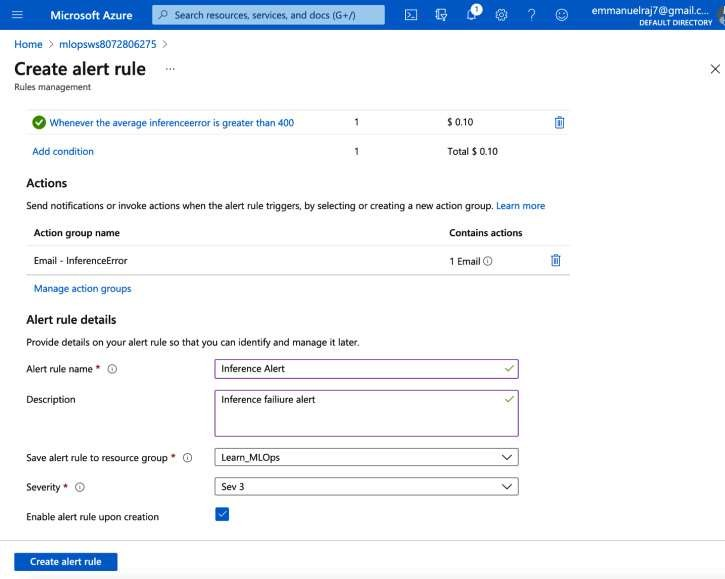 Microsoft Azure
Search resources, services, and docs (G+/)
1
emmanuelraj7@gmail.c...
DEFAULT DIRECTORY
Home > mlopsws8072806275 >
Create alert rule ...
Rules management
Whenever the average inferenceerror is greater than 400 1 $ 0.10
Add condition 1 Total $ 0.10
Actions
Send notifications or invoke actions when the alert rule triggers, by selecting or creating a new action group. Learn more
Action group name Contains actions
Email - InferenceError 1 Email
Manage action groups
Alert rule details
Provide details on your alert rule so that you can identify and manage it later.
Alert rule name * Inference Alert
Description Inference failiure alert
Save alert rule to resource group * Learn_MLOps
Severity * Sev 3
Enable alert rule upon creation
Create alert rule